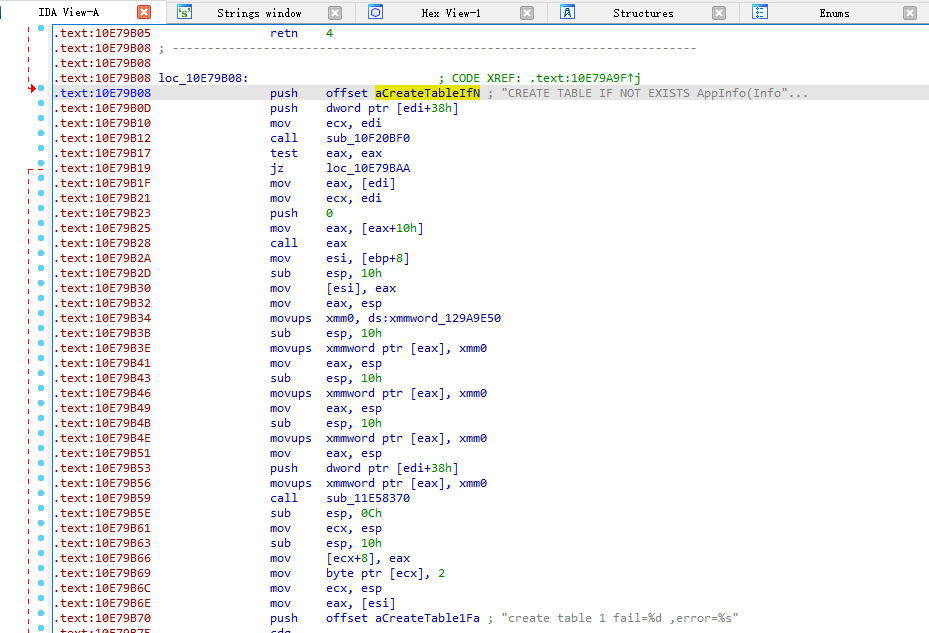 IDA View-A Strings window Hex View-1 Structures Enums
.text:10E79B05 retn 4
.text:10E79B08 ; ---------------------------------------------------------------------------
.text:10E79B08
.text:10E79B08 loc_10E79B08: ; CODE XREF: .text:10E79A9F↑j
.text:10E79B08 push offset aCreateTableIfN ; "CREATE TABLE IF NOT EXISTS AppInfo(Info"...
.text:10E79B0D push dword ptr [edi+38h]
.text:10E79B10 mov ecx, edi
.text:10E79B12 call sub_10F20BF0
.text:10E79B17 test eax, eax
.text:10E79B19 jz loc_10E79BAA
.text:10E79B1F mov eax, [edi]
.text:10E79B21 mov ecx, edi
.text:10E79B23 push 0
.text:10E79B25 mov eax, [eax+10h]
.text:10E79B28 call eax
.text:10E79B2A mov esi, [ebp+8]
.text:10E79B2D sub esp, 10h
.text:10E79B30 mov [esi], eax
.text:10E79B32 mov eax, esp
.text:10E79B34 movups xmm0, ds:xmmword_129A9E50
.text:10E79B3B sub esp, 10h
.text:10E79B3E movups xmmword ptr [eax], xmm0
.text:10E79B41 mov eax, esp
.text:10E79B43 sub esp, 10h
.text:10E79B46 movups xmmword ptr [eax], xmm0
.text:10E79B49 mov eax, esp
.text:10E79B4B sub esp, 10h
.text:10E79B4E movups xmmword ptr [eax], xmm0
.text:10E79B51 mov eax, esp
.text:10E79B53 push dword ptr [edi+38h]
.text:10E79B56 movups xmmword ptr [eax], xmm0
.text:10E79B59 call sub_11E58370
.text:10E79B5E sub esp, 0Ch
.text:10E79B61 mov ecx, esp
.text:10E79B63 sub esp, 10h
.text:10E79B66 mov [ecx+8], eax
.text:10E79B69 mov byte ptr [ecx], 2
.text:10E79B6C mov ecx, esp
.text:10E79B6E mov eax, [esi]
.text:10E79B70 push offset aCreateTable1Fa ; "create table 1 fail=%d ,error=%s"
.text:10E79B75 cdq